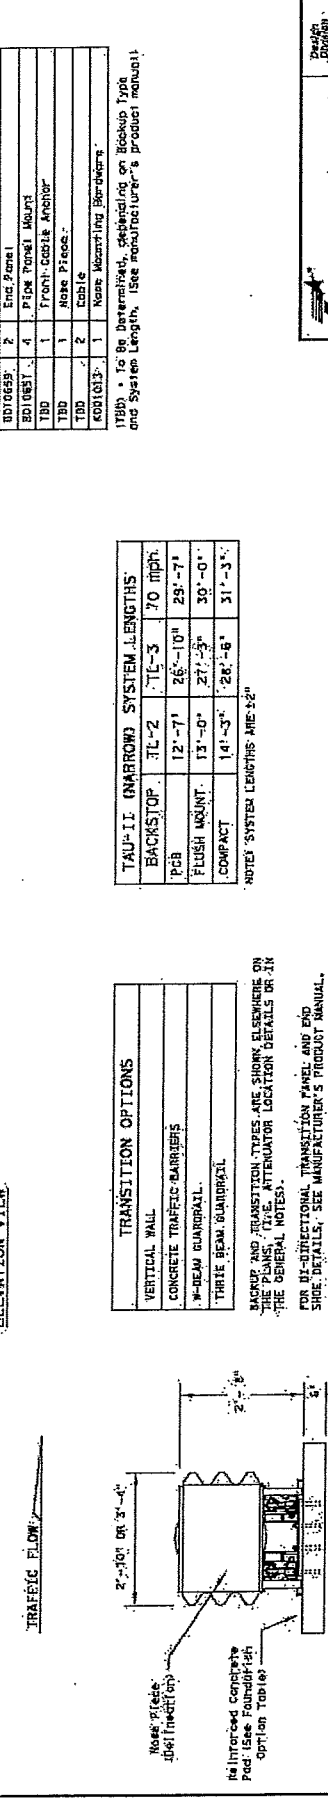 ELEVATION VIEW
TRAFFIC FLOW
2'-10" OR 3'-4"
2'-8"
6"
Nose Piece
Reinforced Concrete
Pad (See Foundation
Option Table)
TRANSITION OPTIONS
VERTICAL WALL
CONCRETE TRAFFIC BARRIERS
W-BEAM GUARDRAIL
THRIE BEAM GUARDRAIL
BACKUP AND TRANSITION TYPES ARE SHOWN ELSEWHERE ON
THE PLANS, (I.E. ATTENUATOR LOCATION DETAILS OR IN
THE GENERAL NOTES).
FOR BI-DIRECTIONAL TRANSITION PANEL AND END
SHOE DETAILS, SEE MANUFACTURER'S PRODUCT MANUAL.
TAU-II (NARROW) SYSTEM LENGTHS
BACKSTOP TL-2 TL-3 70 mph
PCB 12'-7" 26'-10" 29'-7"
FLUSH MOUNT 13'-0" 27'-3" 30'-0"
COMPACT 14'-3" 28'-6" 31'-3"
NOTE: SYSTEM LENGTHS ARE ±2"
2 End Panel
4 Pipe Panel Mount
TBD 1 Front Cable Anchor
TBD 1 Nose Piece
TBD 2 Cable
1 Nose Mounting Hardware
(TBD) = To Be Determined, depending on Backup Type
and System Length. (See manufacturer's product manual)
Design
Division